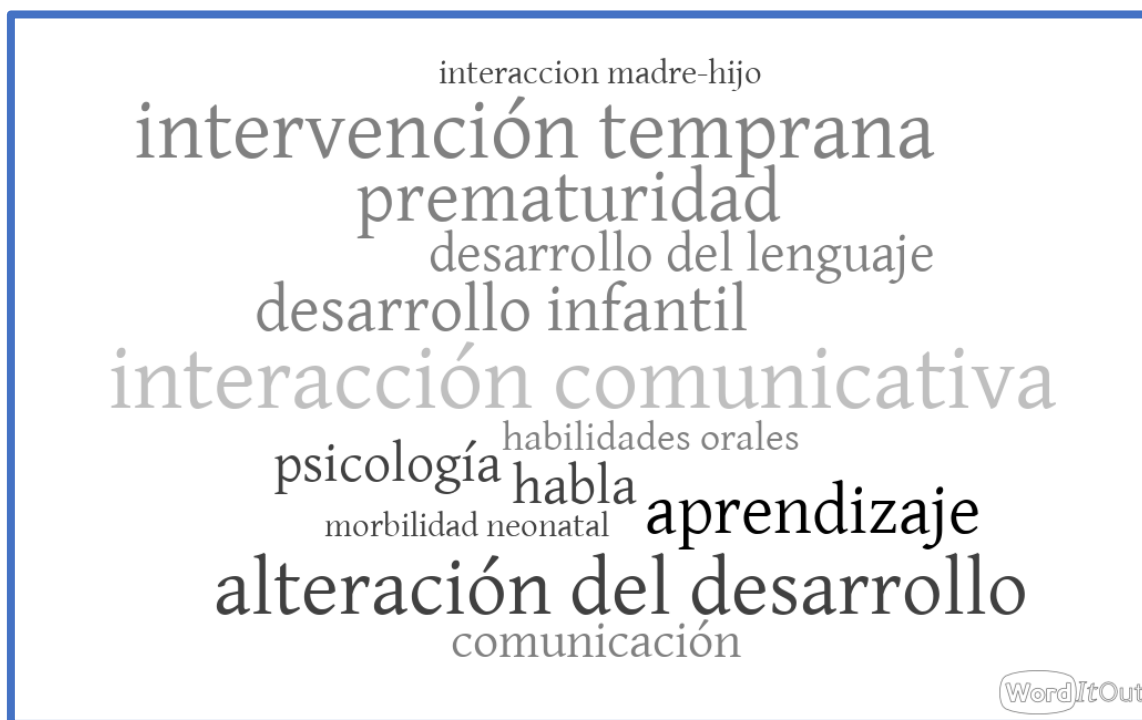 interaccion madre-hijo
intervención temprana
prematuridad
desarrollo del lenguaje
desarrollo infantil
interacción comunicativa
habilidades orales
psicología
habla
aprendizaje
morbilidad neonatal
alteración del desarrollo
comunicación
WordItOut